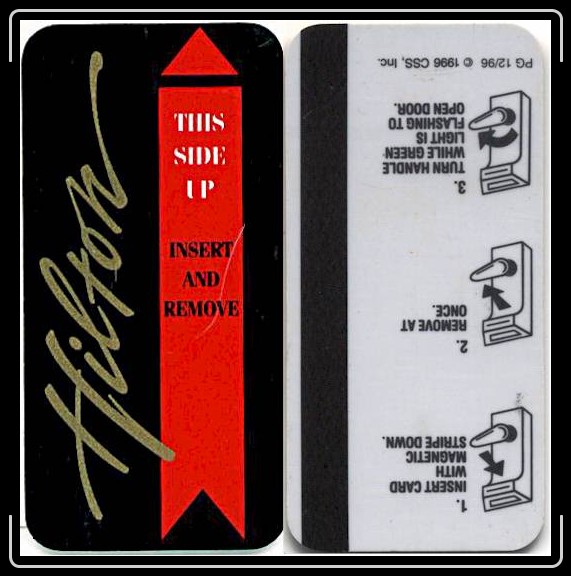 Hilton
THIS
SIDE
UP
INSERT
AND
REMOVE
1.
INSERT CARD
WITH
MAGNETIC
STRIPE DOWN.
2.
REMOVE AT
ONCE.
3.
TURN HANDLE
WHILE GREEN
LIGHT IS
FLASHING TO
OPEN DOOR.
PG 12/96 © 1996 CSS, Inc.